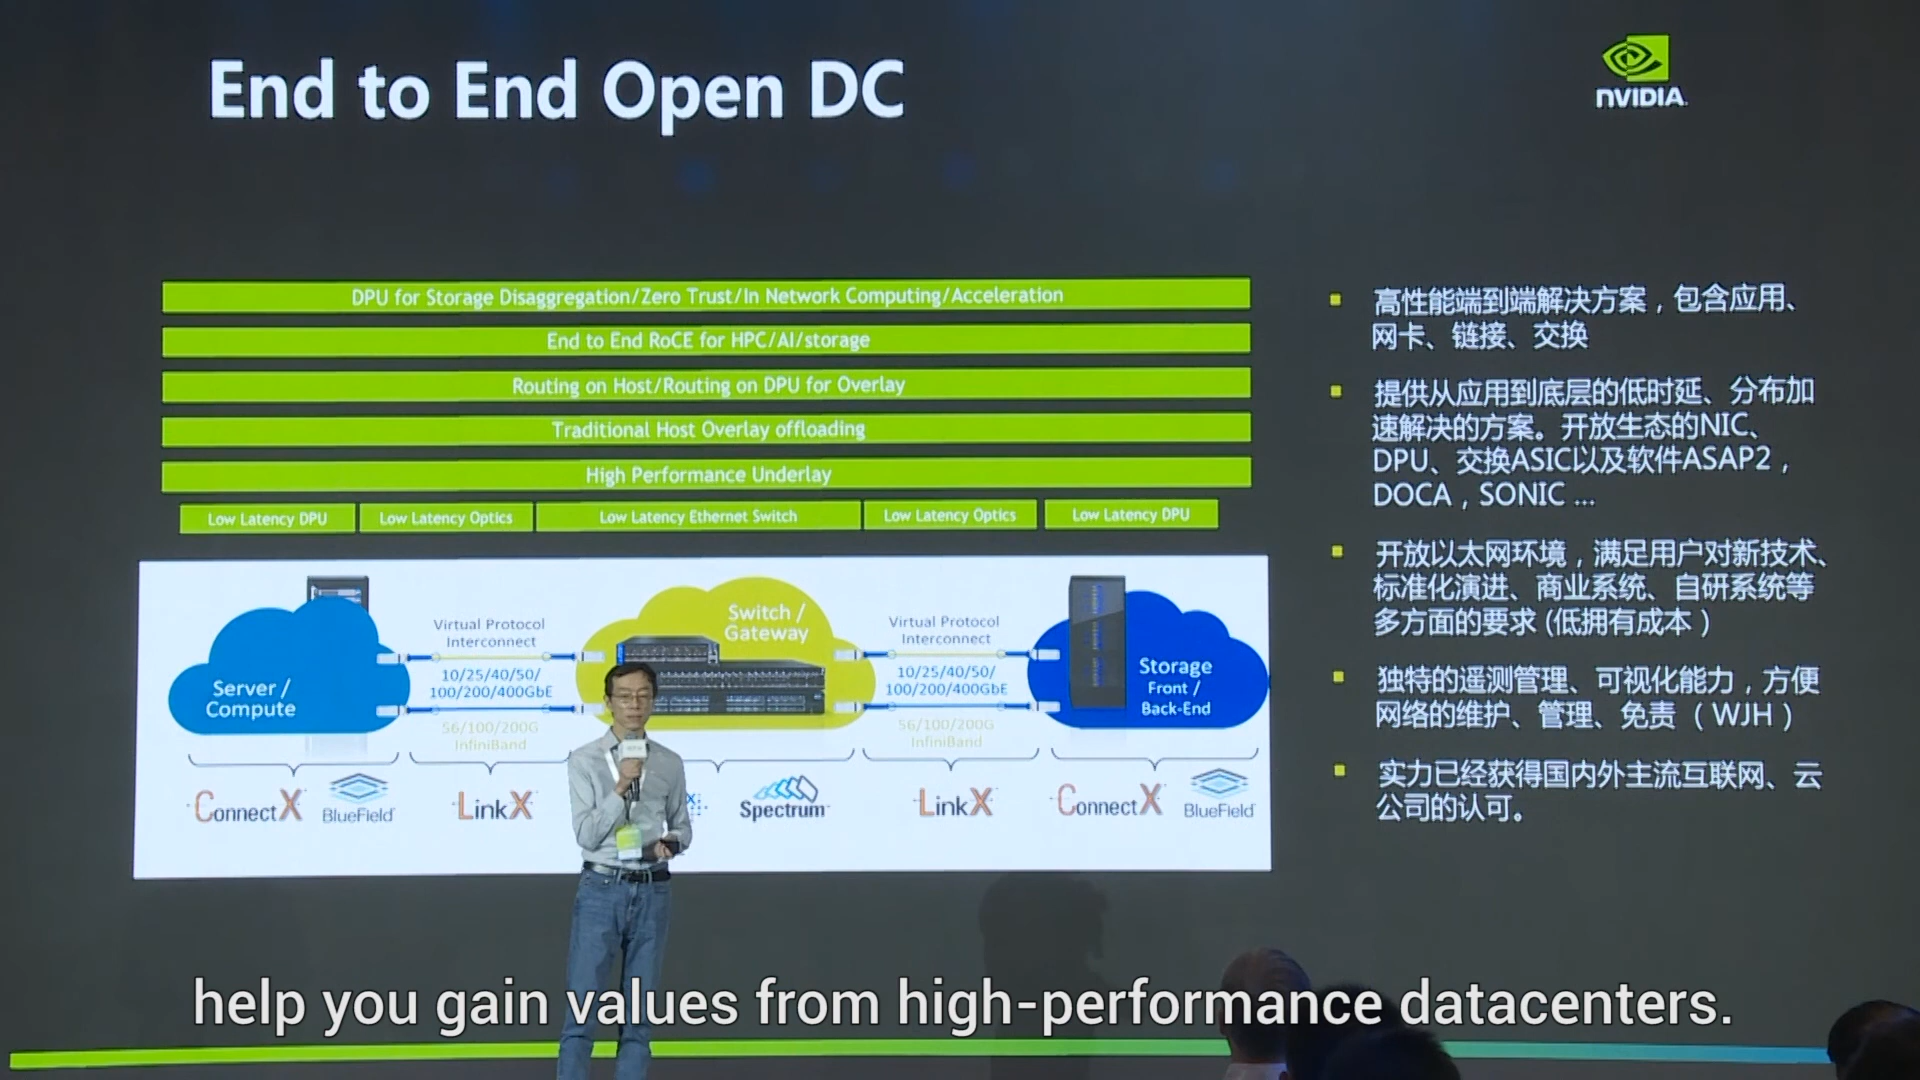 End to End Open DC
NVIDIA
DPU for Storage Disaggregation/Zero Trust/In Network Computing/Acceleration
End to End RoCE for HPC/AI/storage
Routing on Host/Routing on DPU for Overlay
Traditional Host Overlay offloading
High Performance Underlay
Low Latency DPU
Low Latency Optics
Low Latency Ethernet Switch
Low Latency Optics
Low Latency DPU
Server /
Compute
Virtual Protocol
Interconnect
10/25/40/50/
100/200/400GbE
56/100/200G
InfiniBand
Switch /
Gateway
Virtual Protocol
Interconnect
10/25/40/50/
100/200/400GbE
56/100/200G
InfiniBand
Storage
Front /
Back-End
ConnectX
BlueField
LinkX
Spectrum
LinkX
ConnectX
BlueField
▪ 高性能端到端解决方案，包含应用、
网卡、链接、交换
▪ 提供从应用到底层的低时延、分布加
速解决的方案。开放生态的NIC、
DPU、交换ASIC以及软件ASAP2，
DOCA，SONIC ...
▪ 开放以太网环境，满足用户对新技术、
标准化演进、商业系统、自研系统等
多方面的要求 (低拥有成本）
▪ 独特的遥测管理、可视化能力，方便
网络的维护、管理、免责 （WJH）
▪ 实力已经获得国内外主流互联网、云
公司的认可。
help you gain values from high-performance datacenters.